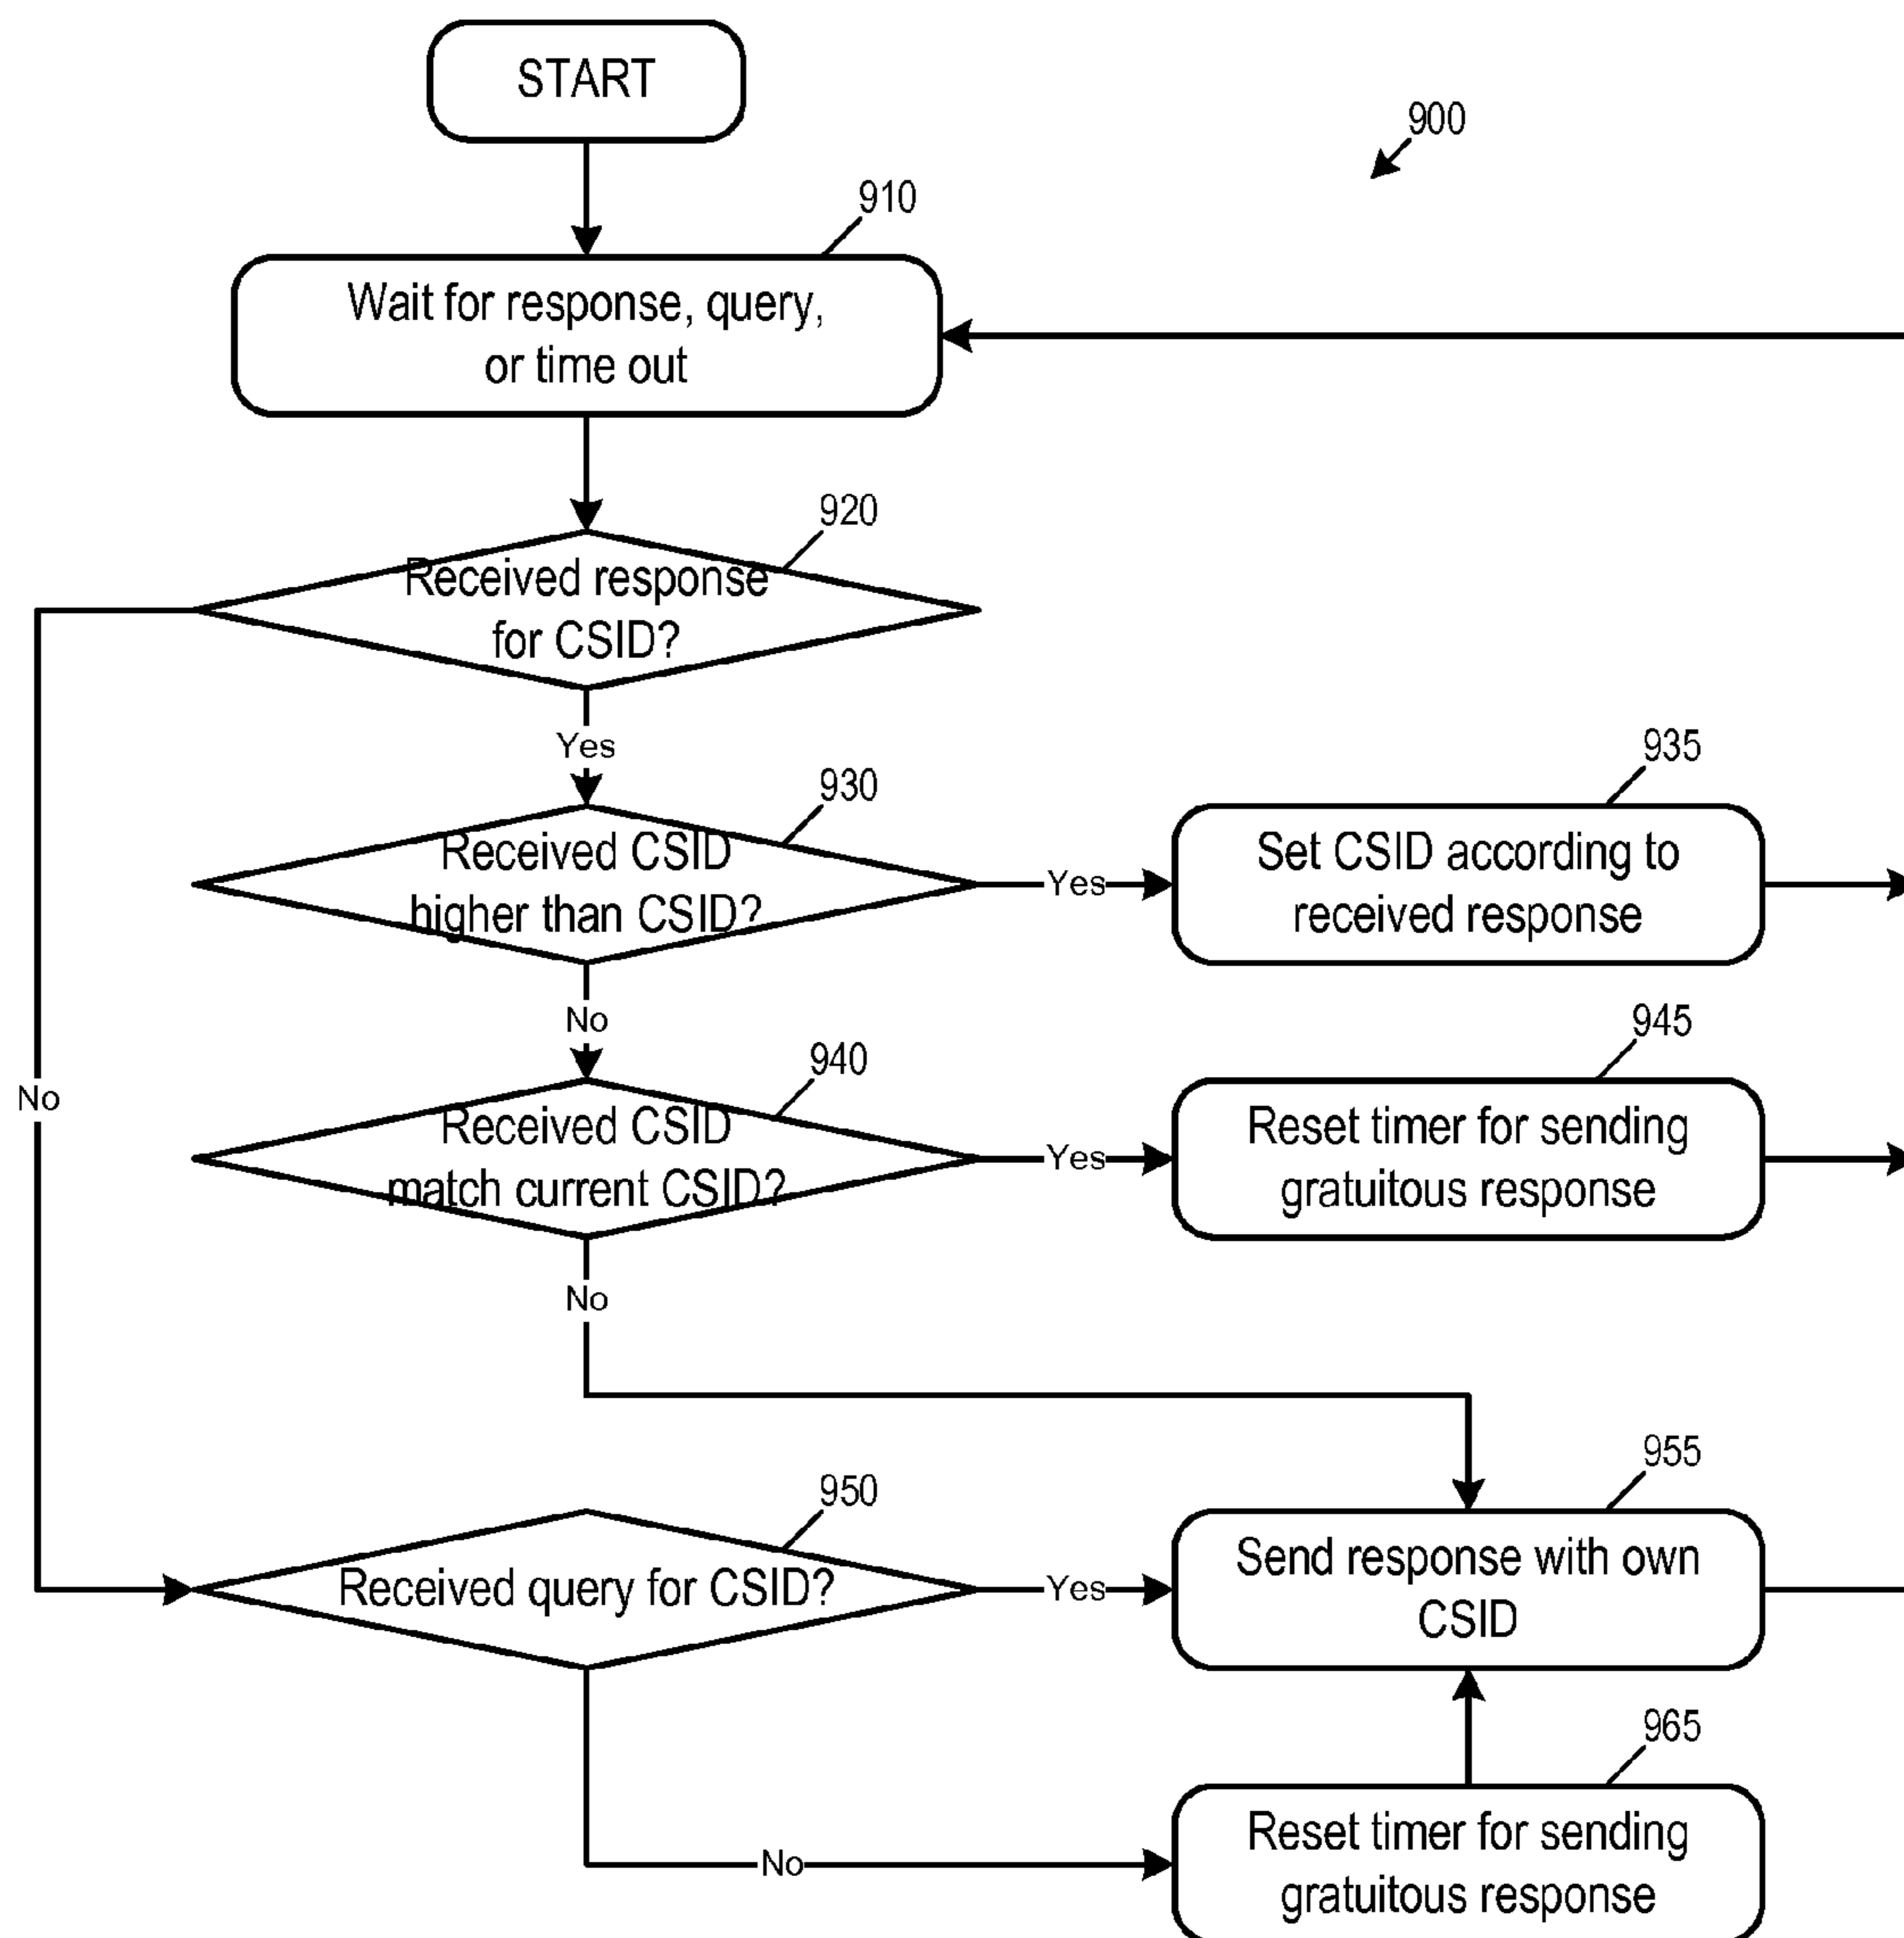 START
900
910
Wait for response, query,
or time out
920
Received response
for CSID?
Yes
930
935
Received CSID
higher than CSID?
Yes
Set CSID according to
received response
No
940
945
Received CSID
match current CSID?
Yes
Reset timer for sending
gratuitous response
No
No
950
955
Received query for CSID?
Yes
Send response with own
CSID
965
No
Reset timer for sending
gratuitous response